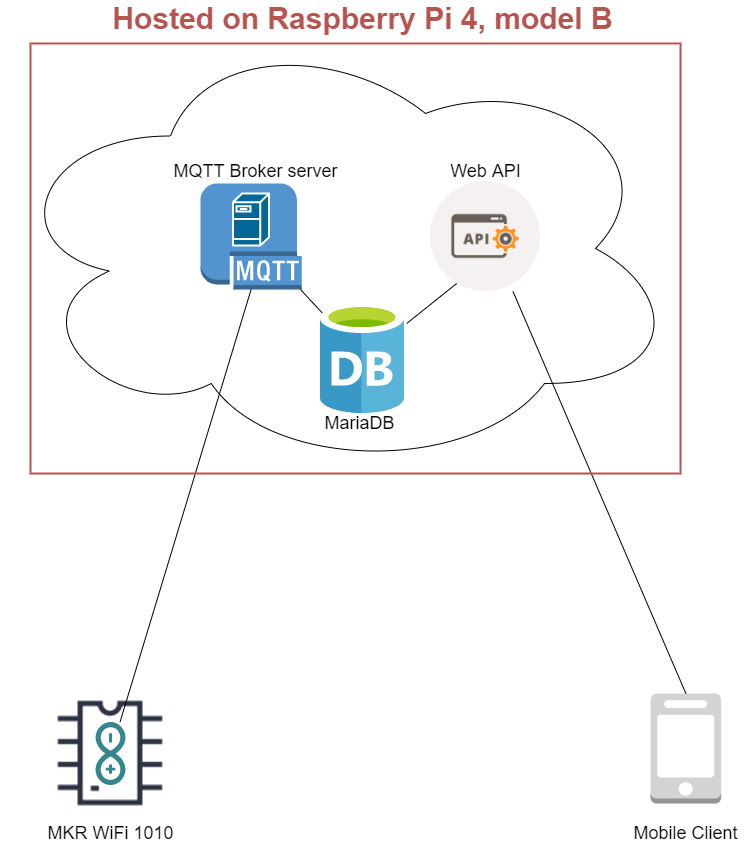 Hosted on Raspberry Pi 4, model B
MQTT Broker server
Web API
API
MQTT
DB
MariaDB
MKR WiFi 1010
Mobile Client